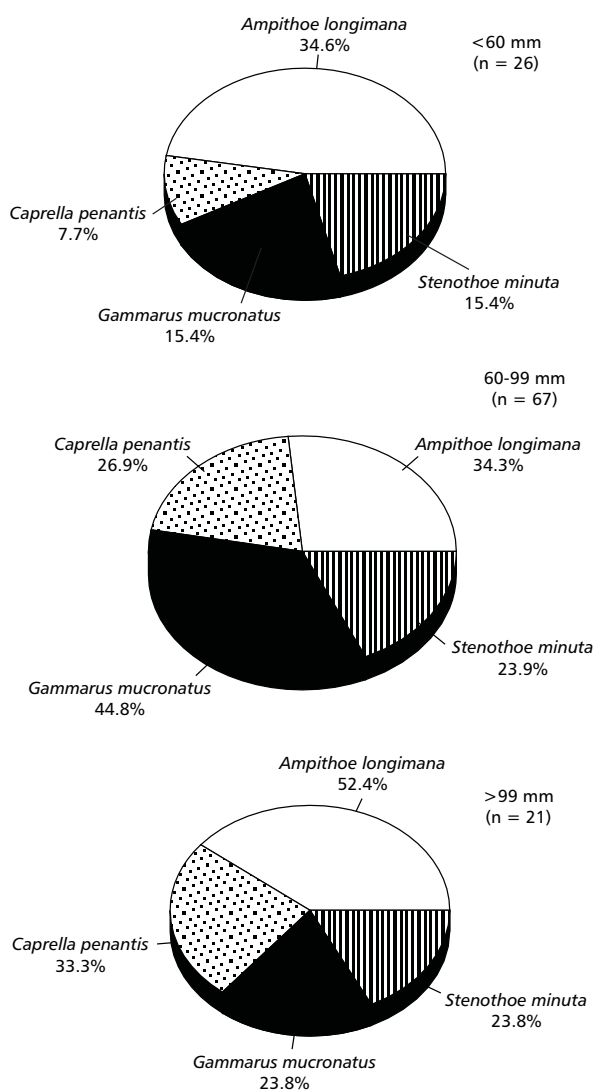 Ampithoe longimana
34.6%
<60 mm
(n = 26)
Caprella penantis
7.7%
Stenothoe minuta
15.4%
Gammarus mucronatus
15.4%
60-99 mm
(n = 67)
Caprella penantis
26.9%
Ampithoe longimana
34.3%
Stenothoe minuta
23.9%
Gammarus mucronatus
44.8%
Ampithoe longimana
52.4%
>99 mm
(n = 21)
Caprella penantis
33.3%
Stenothoe minuta
23.8%
Gammarus mucronatus
23.8%